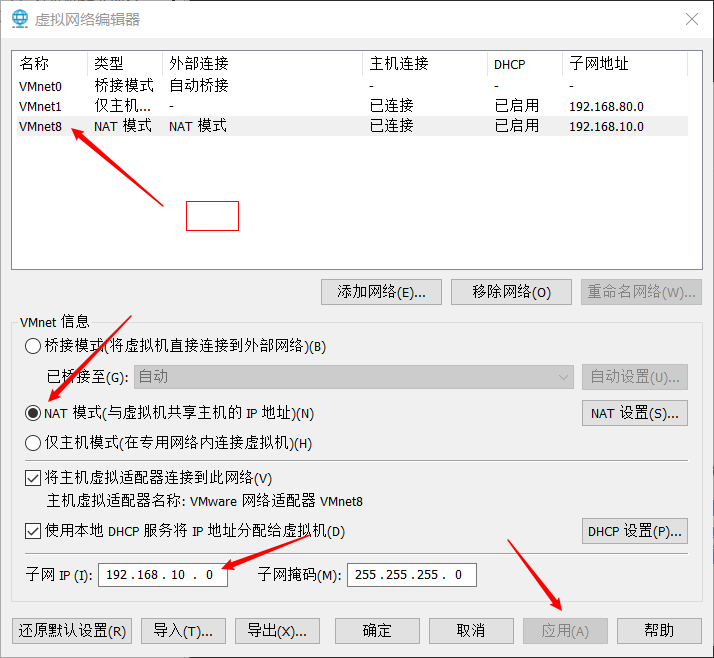 虚拟网络编辑器
名称 类型 外部连接 主机连接 DHCP 子网地址
VMnet0 桥接模式 自动桥接 - - -
VMnet1 仅主机... - 已连接 已启用 192.168.80.0
VMnet8 NAT 模式 NAT 模式 已连接 已启用 192.168.10.0
添加网络(E)... 移除网络(O) 重命名网络(W)...
VMnet 信息
桥接模式(将虚拟机直接连接到外部网络)(B)
已桥接至(G): 自动 自动设置(U)...
NAT 模式(与虚拟机共享主机的 IP 地址)(N) NAT 设置(S)...
仅主机模式(在专用网络内连接虚拟机)(H)
将主机虚拟适配器连接到此网络(V)
主机虚拟适配器名称: VMware 网络适配器 VMnet8
使用本地 DHCP 服务将 IP 地址分配给虚拟机(D) DHCP 设置(P)...
子网 IP (I): 192 . 168 . 10 . 0 子网掩码(M): 255 . 255 . 255 . 0
还原默认设置(R) 导入(T)... 导出(X)... 确定 取消 应用(A) 帮助